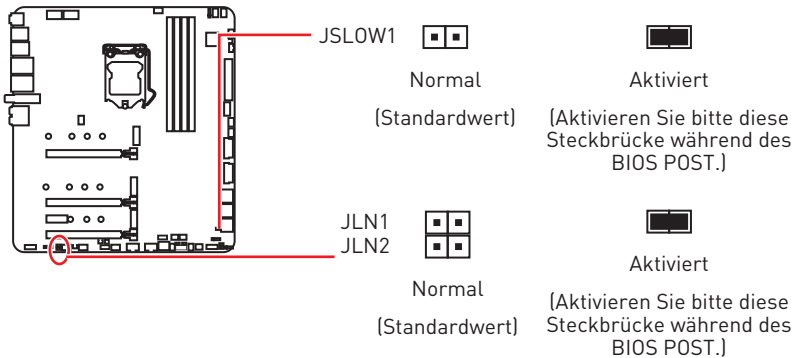 JSLOW1
Normal
(Standardwert)
Aktiviert
(Aktivieren Sie bitte diese
Steckbrücke während des
BIOS POST.)
JLN1
JLN2
Normal
(Standardwert)
Aktiviert
(Aktivieren Sie bitte diese
Steckbrücke während des
BIOS POST.)